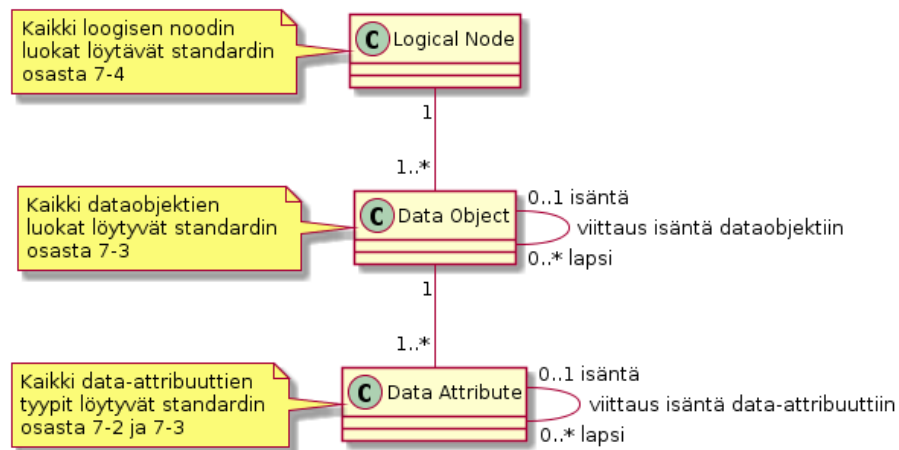 Kaikki loogisen noodin
luokat löytävät standardin
osasta 7-4
C Logical Node
1
1..*
Kaikki dataobjektien
luokat löytyvät standardin
osasta 7-3
C Data Object
0..1 isäntä
viittaus isäntä dataobjektiin
0..* lapsi
1
1..*
Kaikki data-attribuuttien
tyypit löytyvät standardin
osasta 7-2 ja 7-3
C Data Attribute
0..1 isäntä
viittaus isäntä data-attribuuttiin
0..* lapsi